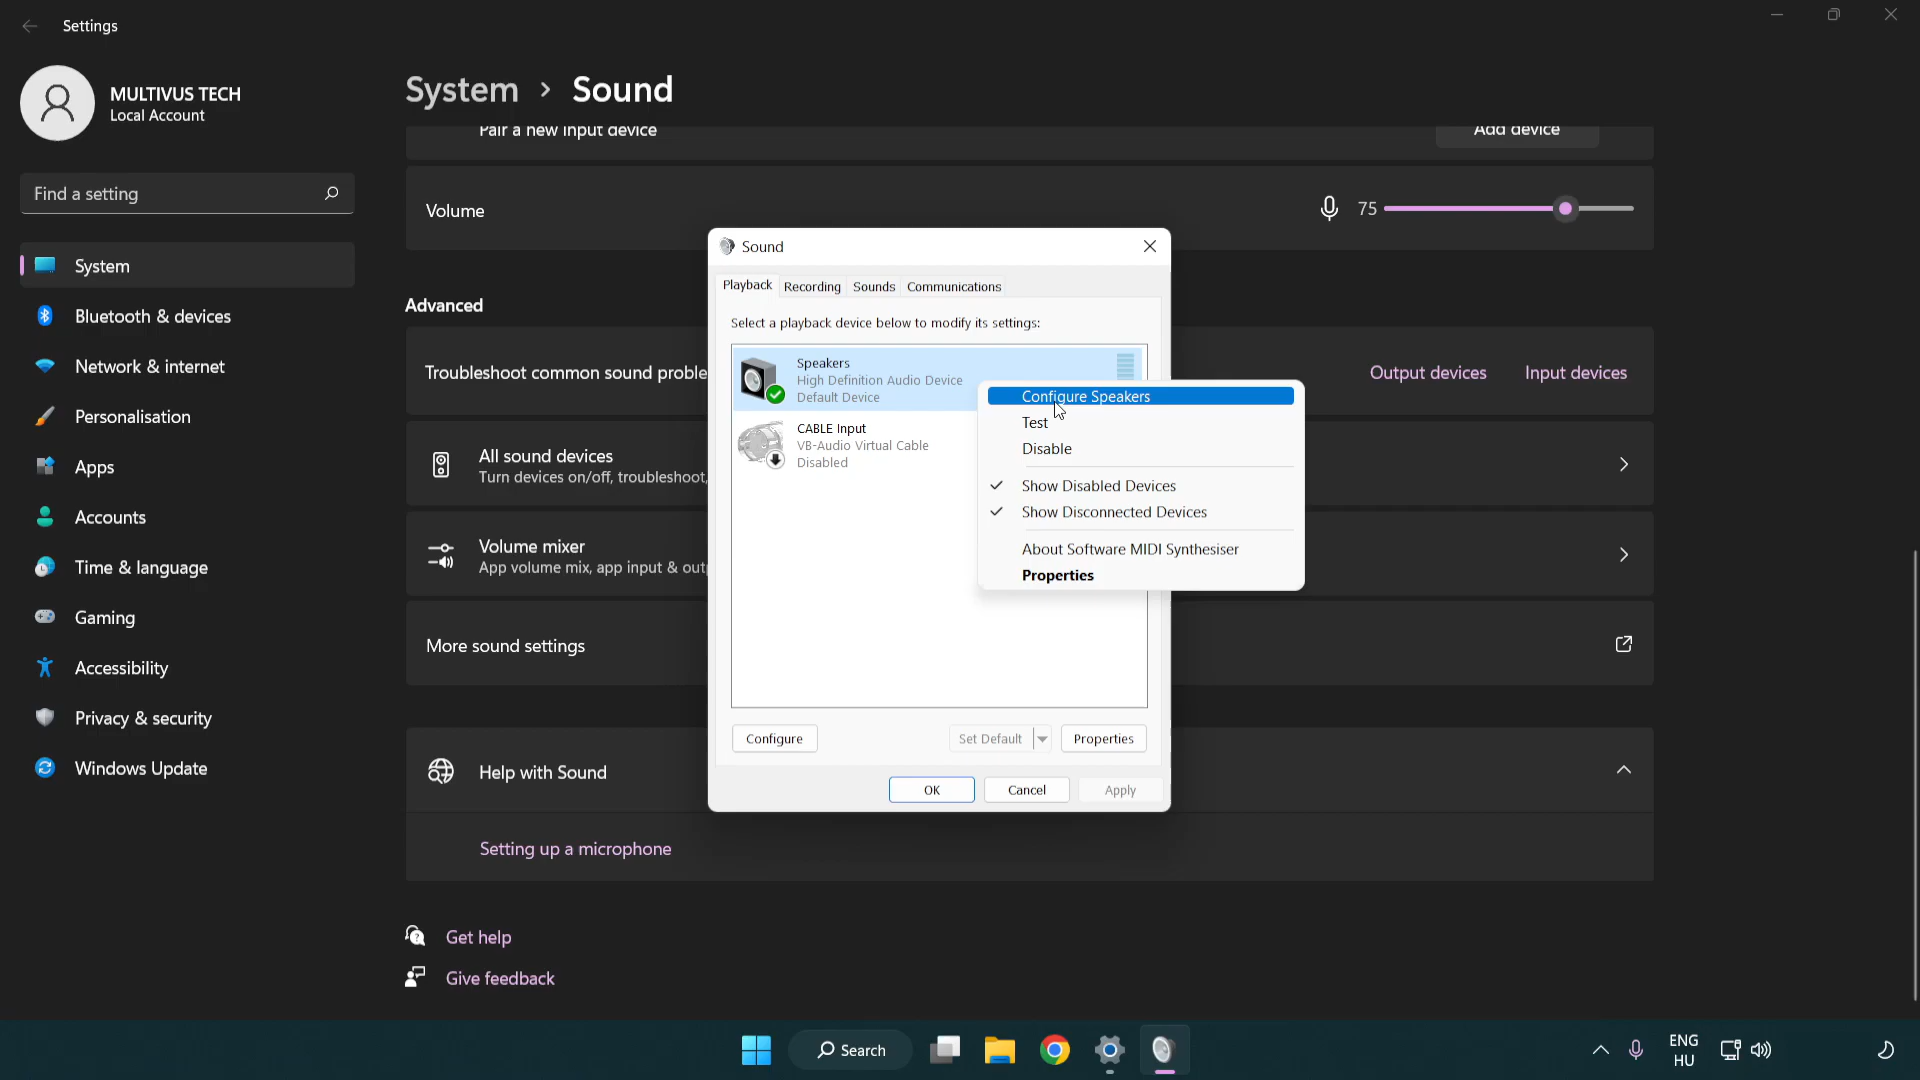 Settings
MULTIVUS TECH
Local Account
Find a setting
System
Bluetooth & devices
Network & internet
Personalisation
Apps
Accounts
Time & language
Gaming
Accessibility
Privacy & security
Windows Update
System › Sound
Pair a new input device
Add device
Volume
75
Advanced
Troubleshoot common sound proble
Output devices
Input devices
All sound devices
Turn devices on/off, troubleshoot,
Volume mixer
App volume mix, app input & out
More sound settings
Help with Sound
Setting up a microphone
Get help
Give feedback
Sound
Playback
Recording
Sounds
Communications
Select a playback device below to modify its settings:
Speakers
High Definition Audio Device
Default Device
CABLE Input
VB-Audio Virtual Cable
Disabled
Configure Speakers
Test
Disable
Show Disabled Devices
Show Disconnected Devices
About Software MIDI Synthesiser
Properties
Configure
Set Default
Properties
OK
Cancel
Apply
Search
ENG
HU